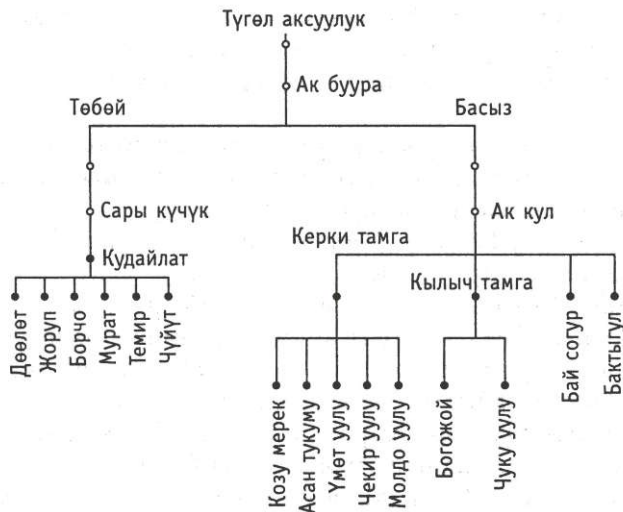 Түгөл аксуулук
Ак буура
Төбөй
Басыз
Сары күчүк
Ак кул
Кудайлат
Керки тамга
Кылыч тамга
Дөөлөт
Жоруп
Борчо
Мурат
Темир
Чүйүт
Козу мерек
Асан тукуму
Үмөт уулу
Чекир уулу
Молдо уулу
Богожой
Чуку уулу
Бай согур
Бактыгул